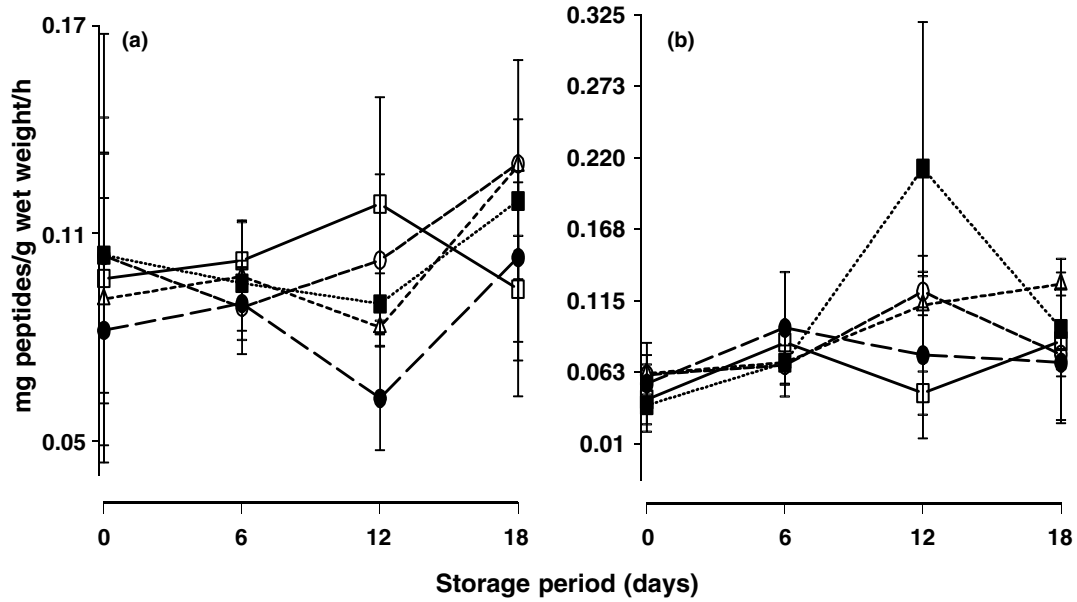 mg peptides/g wet weight/h
(a)
0.17
0.11
0.05
0 6 12 18
(b)
0.325
0.273
0.220
0.168
0.115
0.063
0.01
0 6 12 18
Storage period (days)